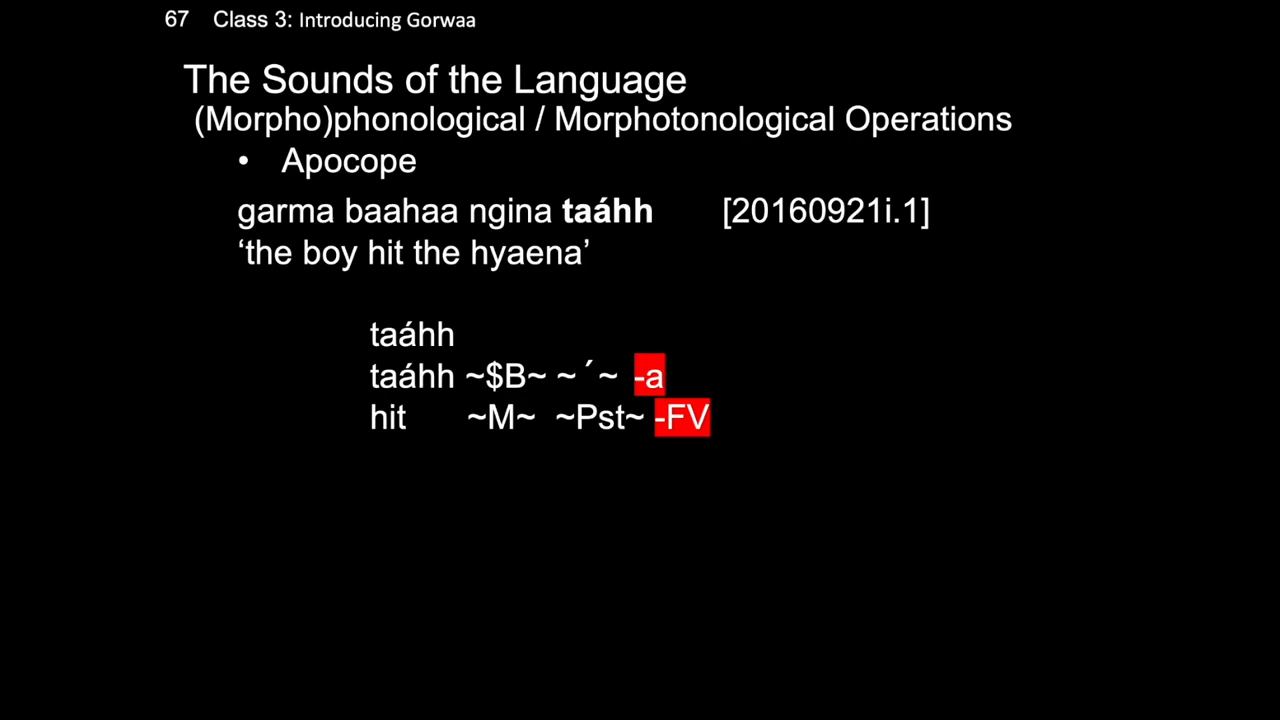 67 Class 3: Introducing Gorwaa
The Sounds of the Language
(Morpho)phonological / Morphotonological Operations
• Apocope
garma baahaa ngina taáhh [20160921i.1]
‘the boy hit the hyaena’
taáhh
taáhh ~$B~ ~ ́~ -a
hit ~M~ ~Pst~ -FV